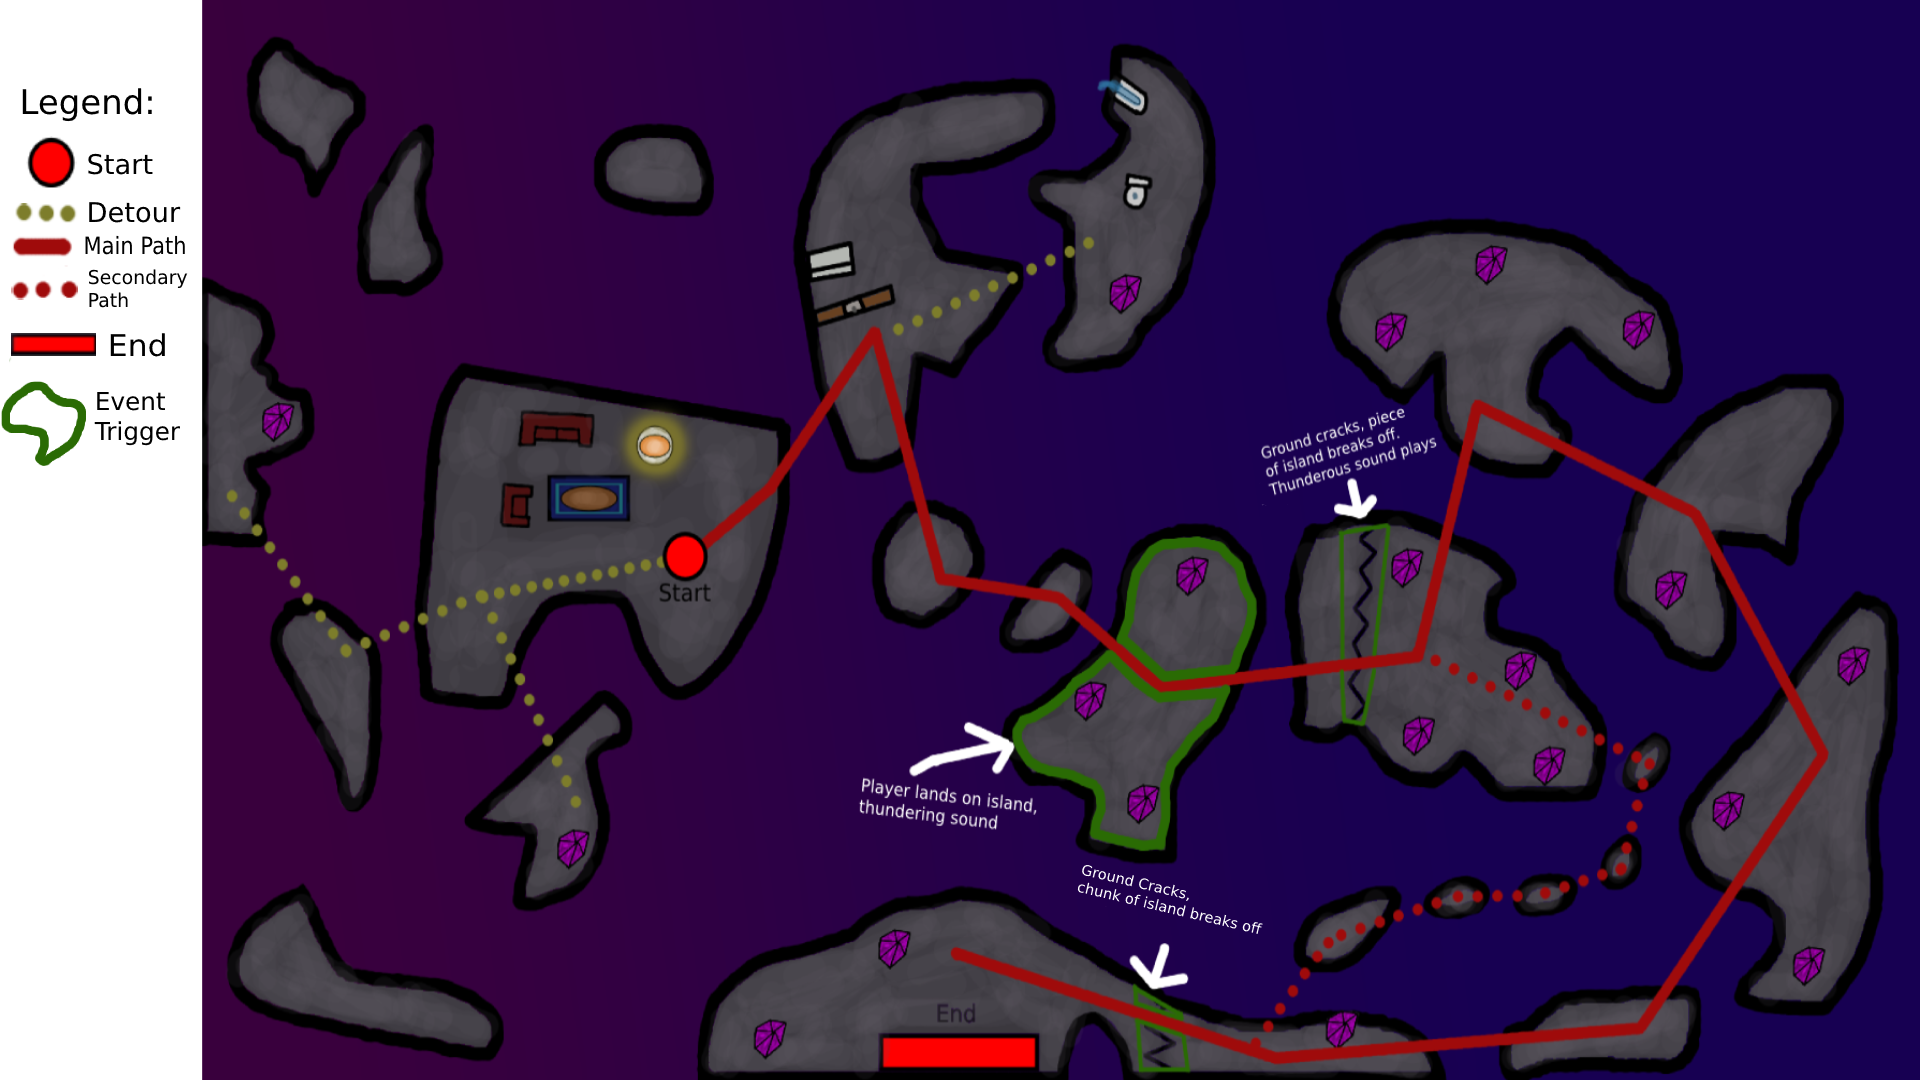 Legend:
Start
Detour
Main Path
Secondary
Path
End
Event
Trigger
Ground cracks, piece
of island breaks off.
Thunderous sound plays
Start
Player lands on island,
thundering sound
Ground Cracks,
chunk of island breaks off
End